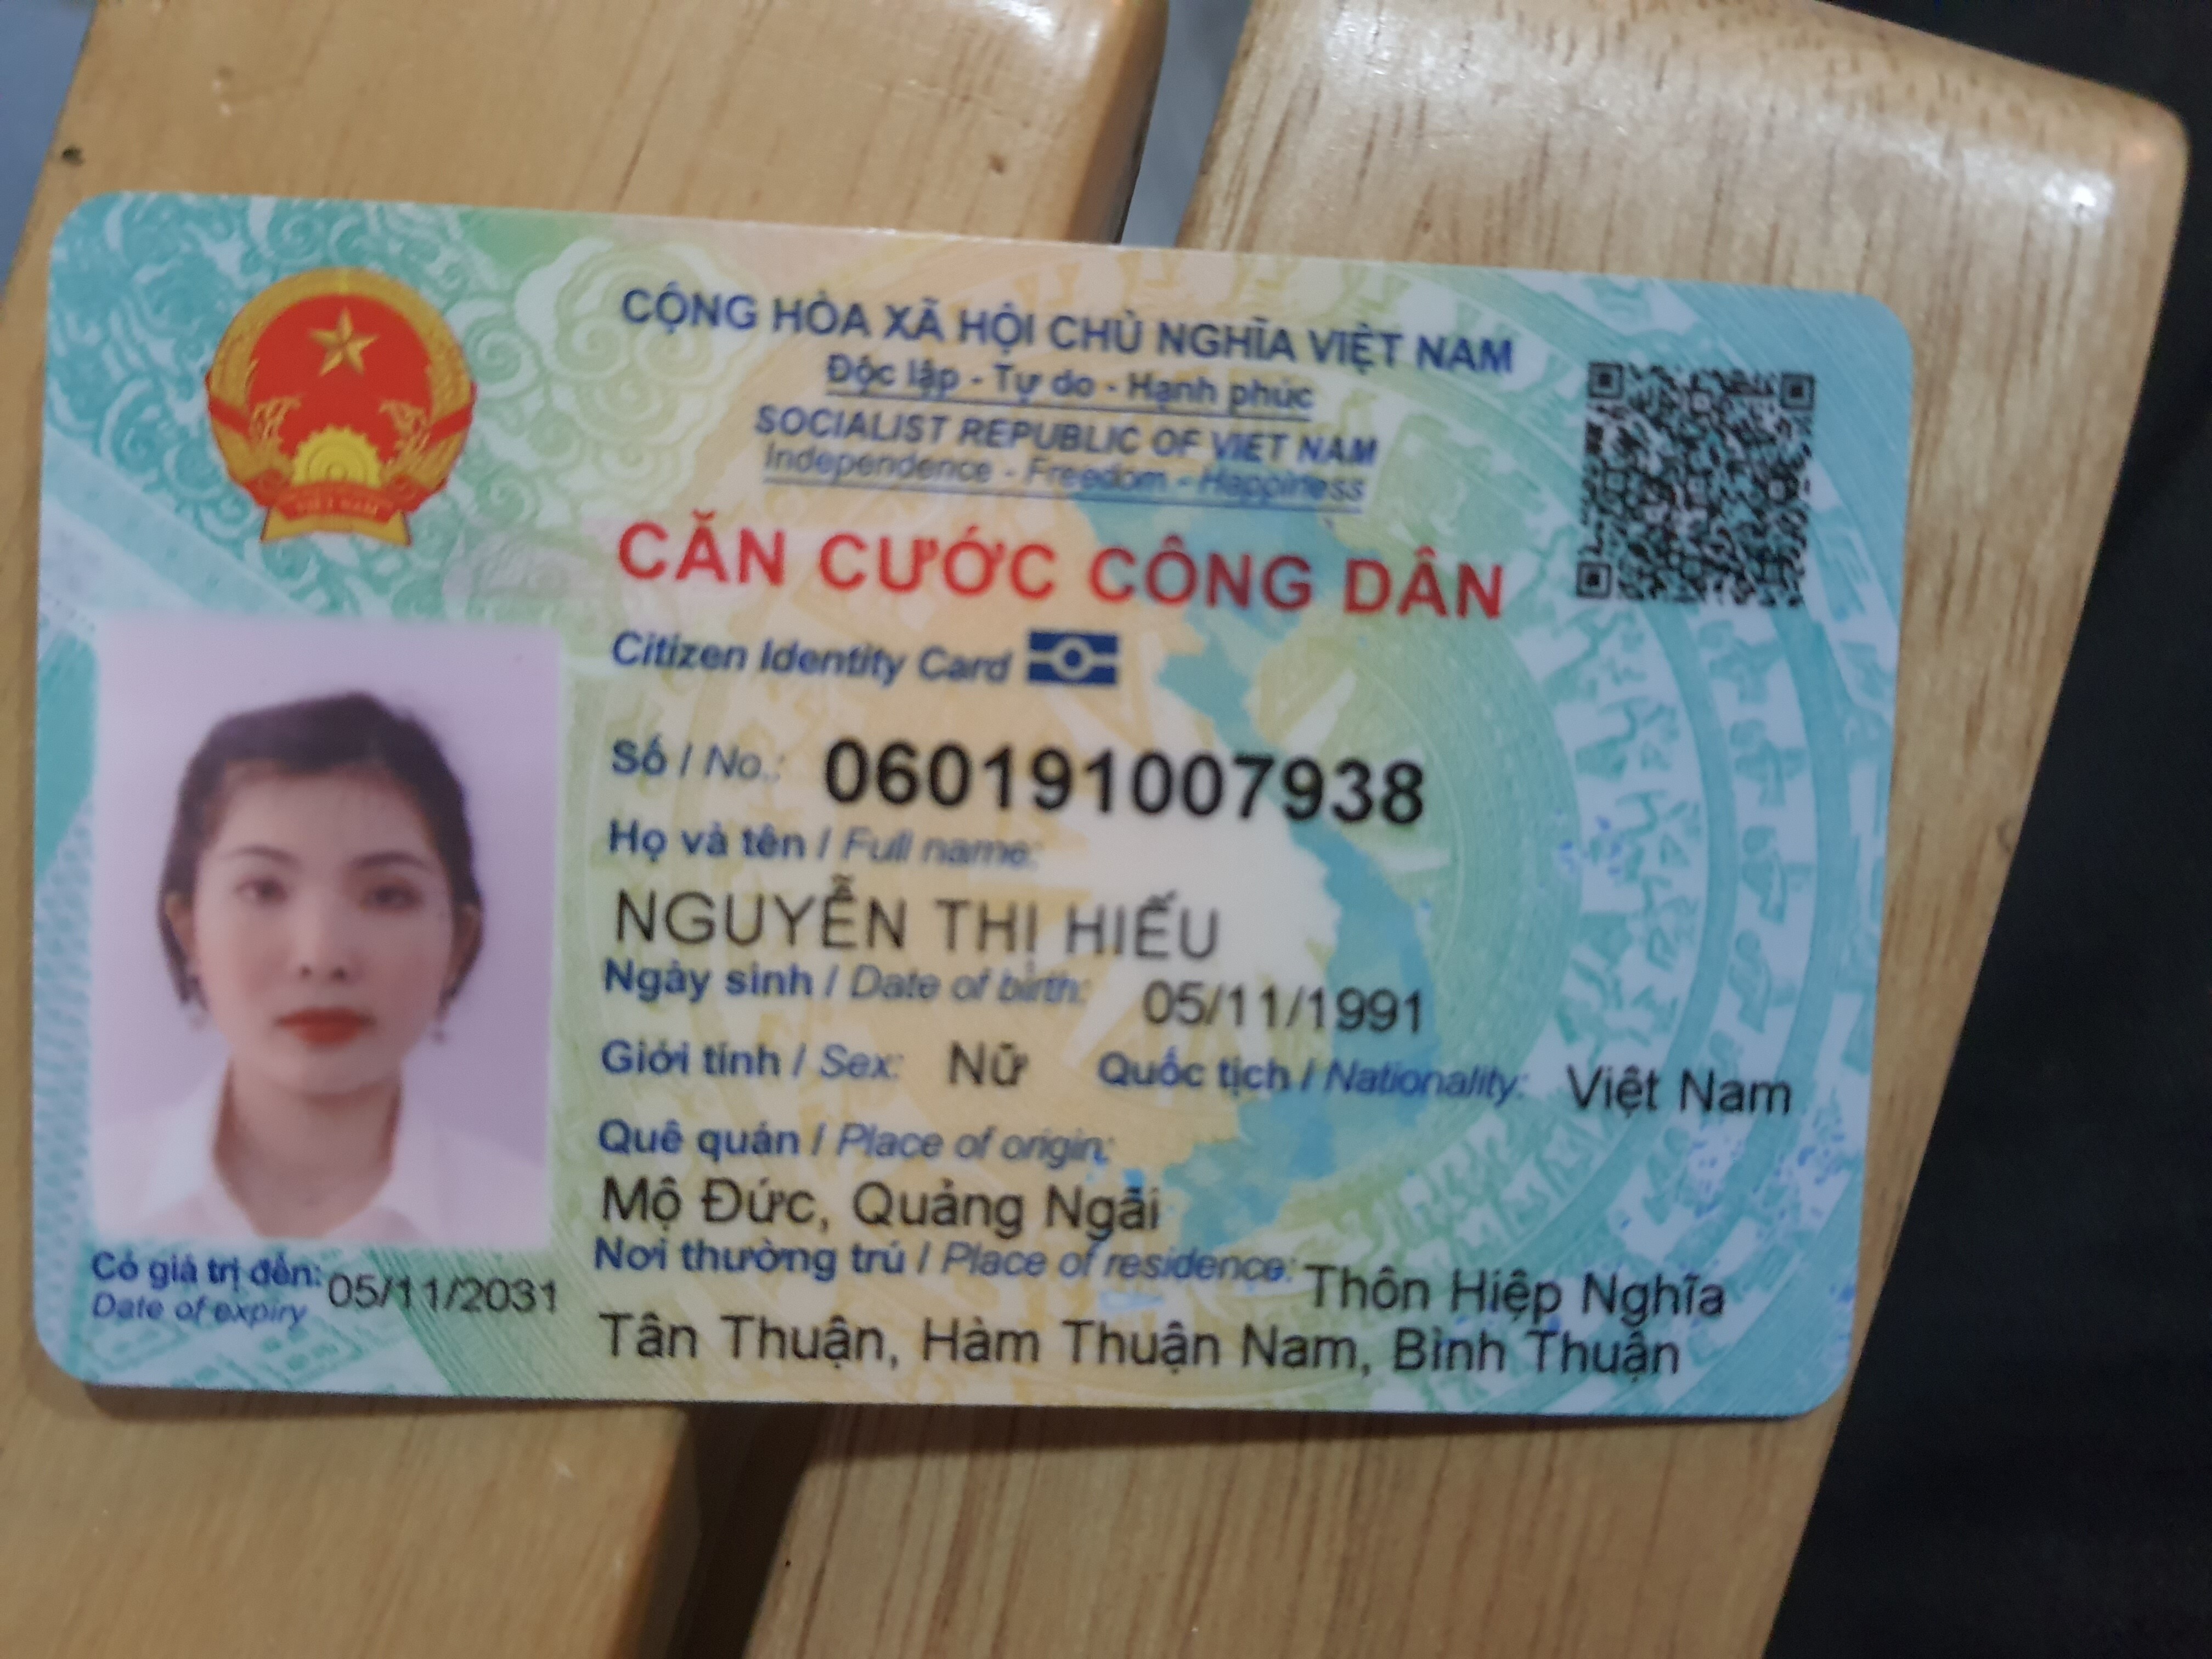 CỘNG HÒA XÃ HỘI CHỦ NGHĨA VIỆT NAM
Độc lập - Tự do - Hạnh phúc
SOCIALIST REPUBLIC OF VIET NAM
Independence - Freedom - Happiness
CĂN CƯỚC CÔNG DÂN
Citizen Identity Card
VIỆT NAM
Số / No.: 060191007938
Họ và tên / Full name:
NGUYỄN THỊ HIẾU
Ngày sinh / Date of birth: 05/11/1991
Giới tính / Sex: Nữ Quốc tịch / Nationality: Việt Nam
Quê quán / Place of origin:
Mộ Đức, Quảng Ngãi
Nơi thường trú / Place of residence: Thôn Hiệp Nghĩa
Tân Thuận, Hàm Thuận Nam, Bình Thuận
Có giá trị đến: 05/11/2031
Date of expiry